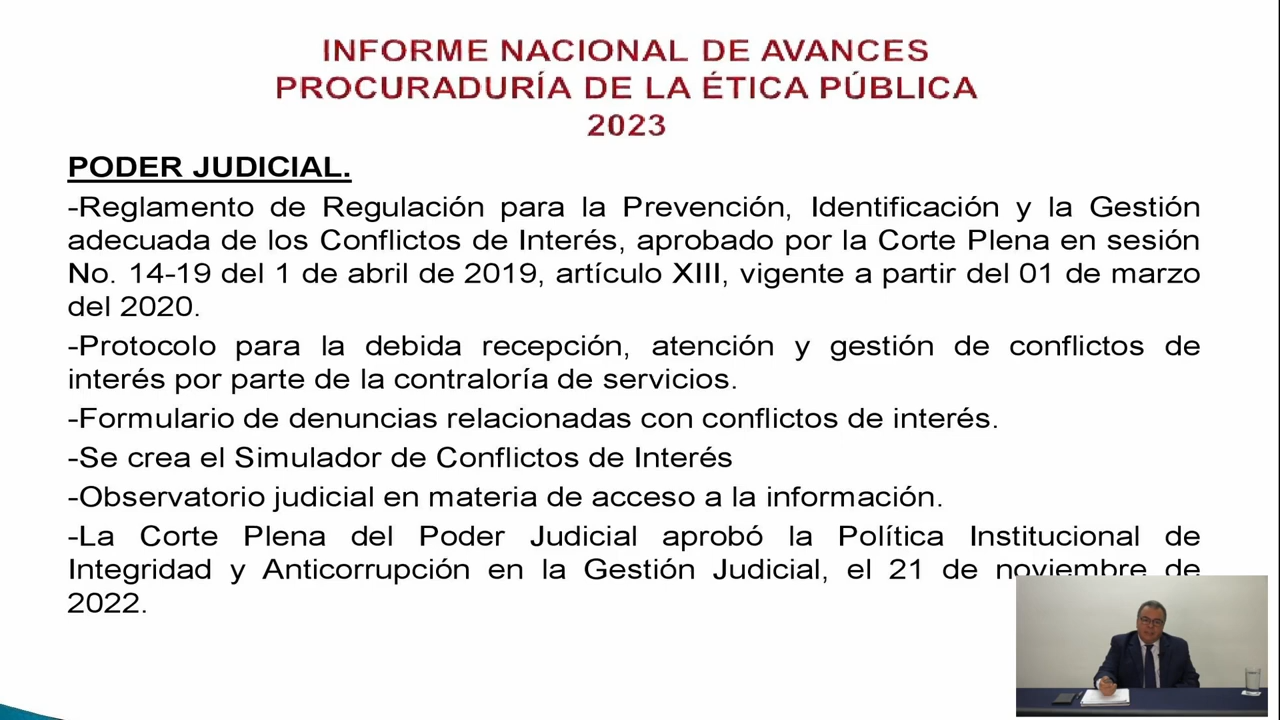 INFORME NACIONAL DE AVANCES
PROCURADURÍA DE LA ÉTICA PÚBLICA
2023
PODER JUDICIAL.
-Reglamento de Regulación para la Prevención, Identificación y la Gestión
adecuada de los Conflictos de Interés, aprobado por la Corte Plena en sesión
No. 14-19 del 1 de abril de 2019, artículo XIII, vigente a partir del 01 de marzo
del 2020.
-Protocolo para la debida recepción, atención y gestión de conflictos de
interés por parte de la contraloría de servicios.
-Formulario de denuncias relacionadas con conflictos de interés.
-Se crea el Simulador de Conflictos de Interés
-Observatorio judicial en materia de acceso a la información.
-La Corte Plena del Poder Judicial aprobó la Política Institucional de
Integridad y Anticorrupción en la Gestión Judicial, el 21 de noviembre de
2022.